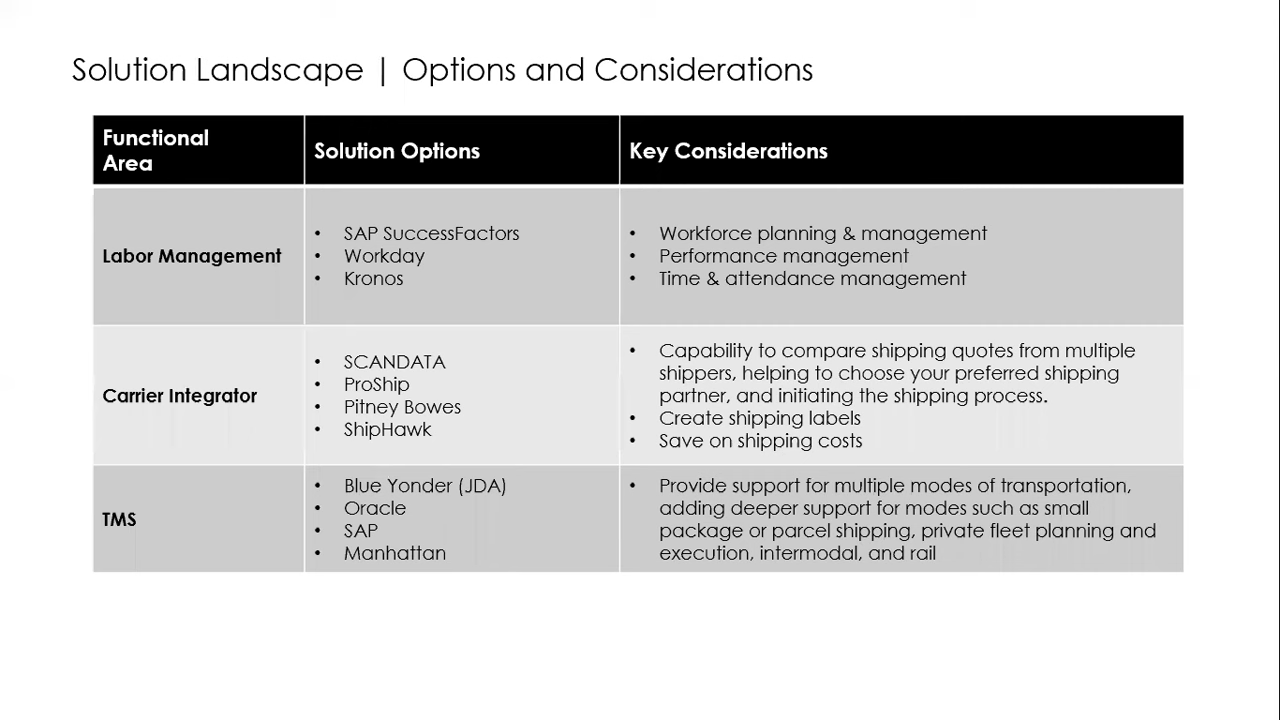 Solution Landscape | Options and Considerations
Functional
Area
Solution Options
Key Considerations
Labor Management
• SAP SuccessFactors
• Workday
• Kronos
• Workforce planning & management
• Performance management
• Time & attendance management
Carrier Integrator
• SCANDATA
• ProShip
• Pitney Bowes
• ShipHawk
• Capability to compare shipping quotes from multiple
shippers, helping to choose your preferred shipping
partner, and initiating the shipping process.
• Create shipping labels
• Save on shipping costs
TMS
• Blue Yonder (JDA)
• Oracle
• SAP
• Manhattan
• Provide support for multiple modes of transportation,
adding deeper support for modes such as small
package or parcel shipping, private fleet planning and
execution, intermodal, and rail